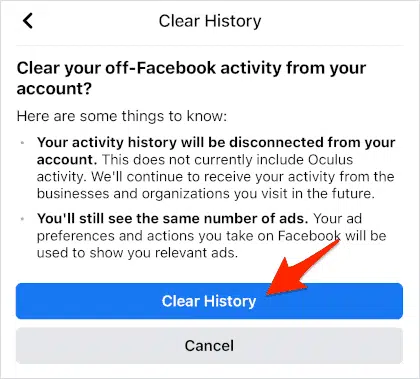 Clear History
Clear your off-Facebook activity from your
account?
Here are some things to know:
• Your activity history will be disconnected from your
account. This does not currently include Oculus
activity. We'll continue to receive your activity from the
businesses and organizations you visit in the future.
• You'll still see the same number of ads. Your ad
preferences and actions you take on Facebook will be
used to show you relevant ads.
Clear History
Cancel